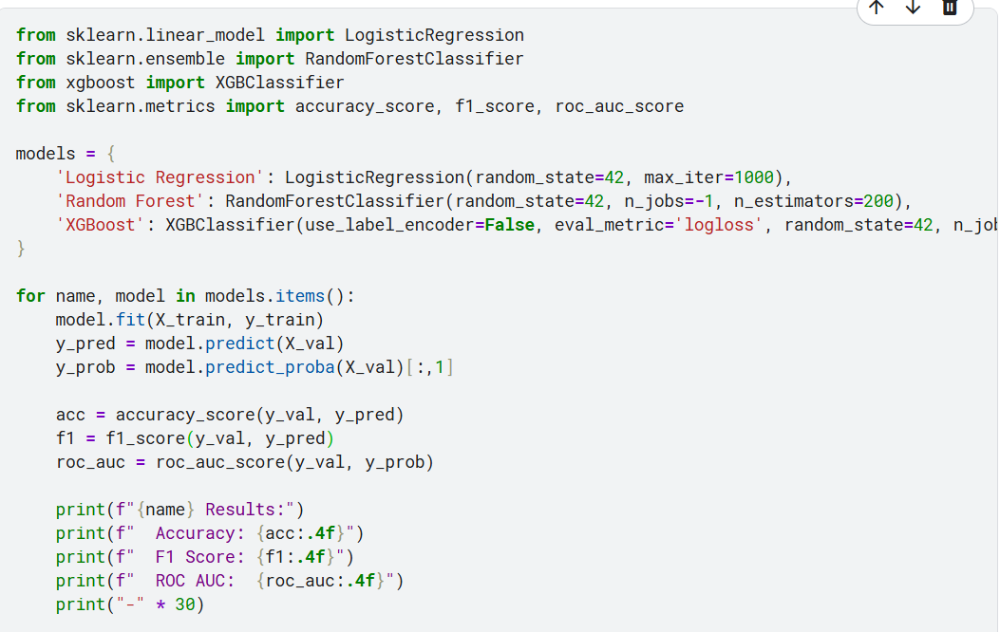 from sklearn.linear_model import LogisticRegression
from sklearn.ensemble import RandomForestClassifier
from xgboost import XGBClassifier
from sklearn.metrics import accuracy_score, f1_score, roc_auc_score
models = {
    'Logistic Regression': LogisticRegression(random_state=42, max_iter=1000),
    'Random Forest': RandomForestClassifier(random_state=42, n_jobs=-1, n_estimators=200),
    'XGBoost': XGBClassifier(use_label_encoder=False, eval_metric='logloss', random_state=42,
}
for name, model in models.items():
    model.fit(X_train, y_train)
    y_pred = model.predict(X_val)
    y_prob = model.predict_proba(X_val)[:,1]
    acc = accuracy_score(y_val, y_pred)
    f1 = f1_score(y_val, y_pred)
    roc_auc = roc_auc_score(y_val, y_prob)
    print(f"{name} Results:")
    print(f"  Accuracy: {acc:.4f}")
    print(f"  F1 Score: {f1:.4f}")
    print(f"  ROC AUC:  {roc_auc:.4f}")
    print("-" * 30)